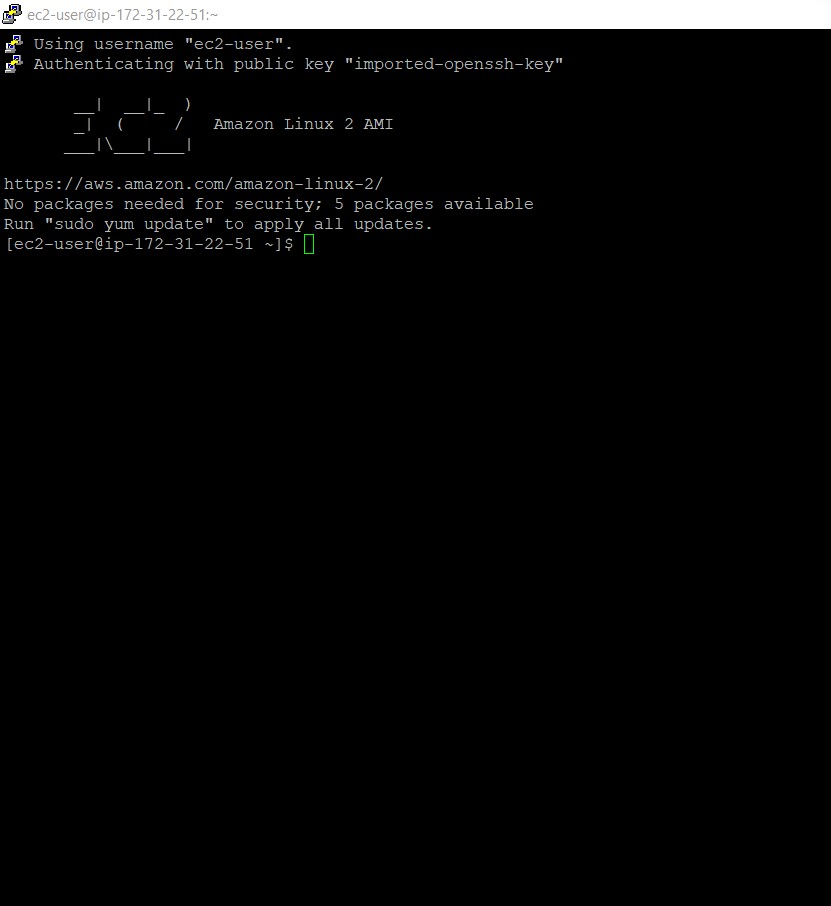 ec2-user@ip-172-31-22-51:~
Using username "ec2-user".
Authenticating with public key "imported-openssh-key"
       __|  __|_  )
       _|  (     /   Amazon Linux 2 AMI
      ___|\___|___|
https://aws.amazon.com/amazon-linux-2/
No packages needed for security; 5 packages available
Run "sudo yum update" to apply all updates.
[ec2-user@ip-172-31-22-51 ~]$